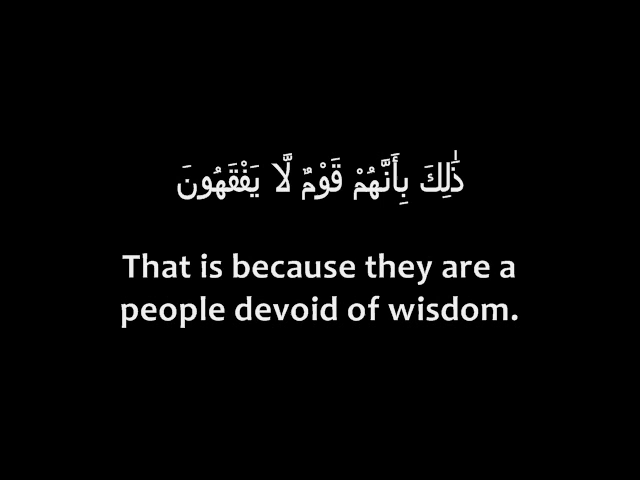 ذَٰلِكَ بِأَنَّهُمْ قَوْمٌ لَّا يَفْقَهُونَ
That is because they are a
people devoid of wisdom.